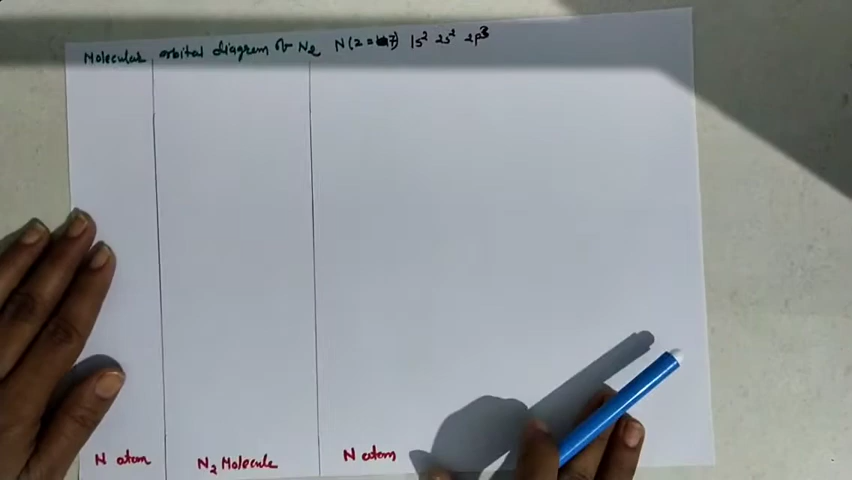 Molecular orbital diagram of N2 N(Z=7) 1s² 2s² 2p³
N atom N2 Molecule N atom